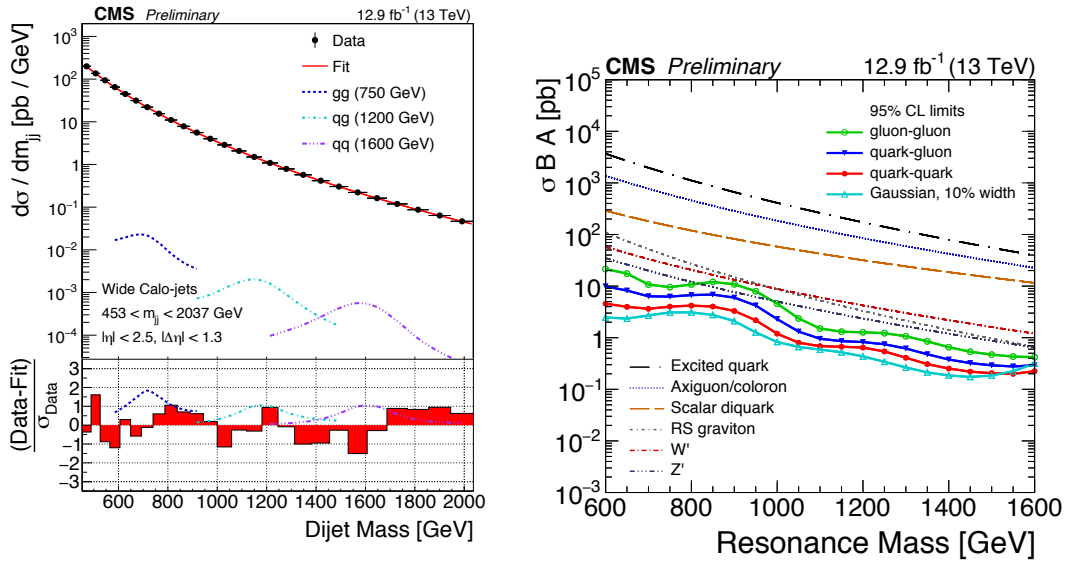 CMS Preliminary 12.9 fb⁻¹ (13 TeV)
dσ / dm_jj [pb / GeV]
10³
10²
10
1
10⁻¹
10⁻²
10⁻³
10⁻⁴
Data
Fit
gg (750 GeV)
qg (1200 GeV)
qq (1600 GeV)
Wide Calo-jets
453 < m_jj < 2037 GeV
|η| < 2.5, |Δη| < 1.3
(Data-Fit)
σ_Data
3
2
1
0
−1
−2
−3
600 800 1000 1200 1400 1600 1800 2000
Dijet Mass [GeV]
CMS Preliminary 12.9 fb⁻¹ (13 TeV)
σ B A [pb]
10⁵
10⁴
10³
10²
10
1
10⁻¹
10⁻²
10⁻³
95% CL limits
gluon-gluon
quark-gluon
quark-quark
Gaussian, 10% width
Excited quark
Axiguon/coloron
Scalar diquark
RS graviton
W'
Z'
600 800 1000 1200 1400 1600
Resonance Mass [GeV]